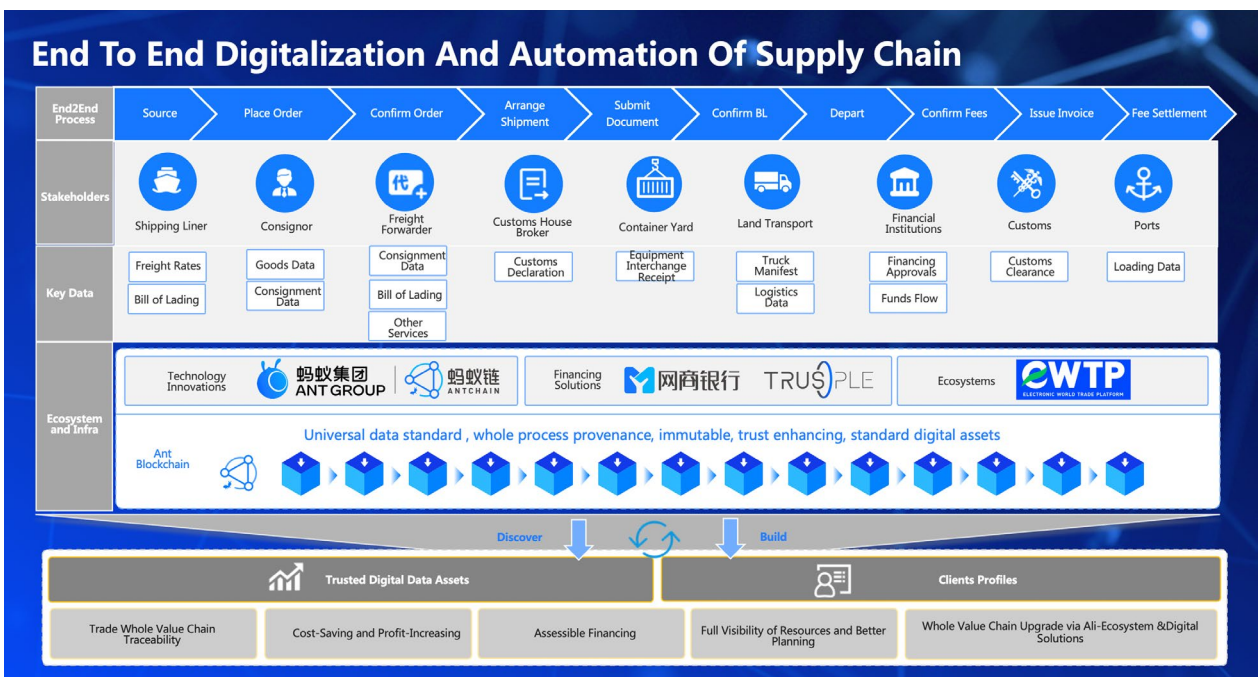 End To End Digitalization And Automation Of Supply Chain
End2End
Process
Source
Place Order
Confirm Order
Arrange
Shipment
Submit
Document
Confirm BL
Depart
Confirm Fees
Issue Invoice
Fee Settlement
Stakeholders
代
Shipping Liner
Consignor
Freight
Forwarder
Customs House
Broker
Container Yard
Land Transport
Financial
Institutions
Customs
Ports
Key Data
Freight Rates
Bill of Lading
Goods Data
Consignment
Data
Consignment
Data
Bill of Lading
Other
Services
Customs
Declaration
Equipment
Interchange
Receipt
Truck
Manifest
Logistics
Data
Financing
Approvals
Funds Flow
Customs
Clearance
Loading Data
Ecosystem
and Infra
Technology
Innovations
蚂蚁集团
ANT GROUP
蚂蚁链
ANTCHAIN
Financing
Solutions
网商银行
TRUSPLE
Ecosystems
eWTP
ELECTRONIC WORLD TRADE PLATFORM
Universal data standard , whole process provenance, immutable, trust enhancing, standard digital assets
Ant
Blockchain
Discover
Build
Trusted Digital Data Assets
Clients Profiles
Trade Whole Value Chain
Traceability
Cost-Saving and Profit-Increasing
Assessible Financing
Full Visibility of Resources and Better
Planning
Whole Value Chain Upgrade via Ali-Ecosystem &Digital
Solutions